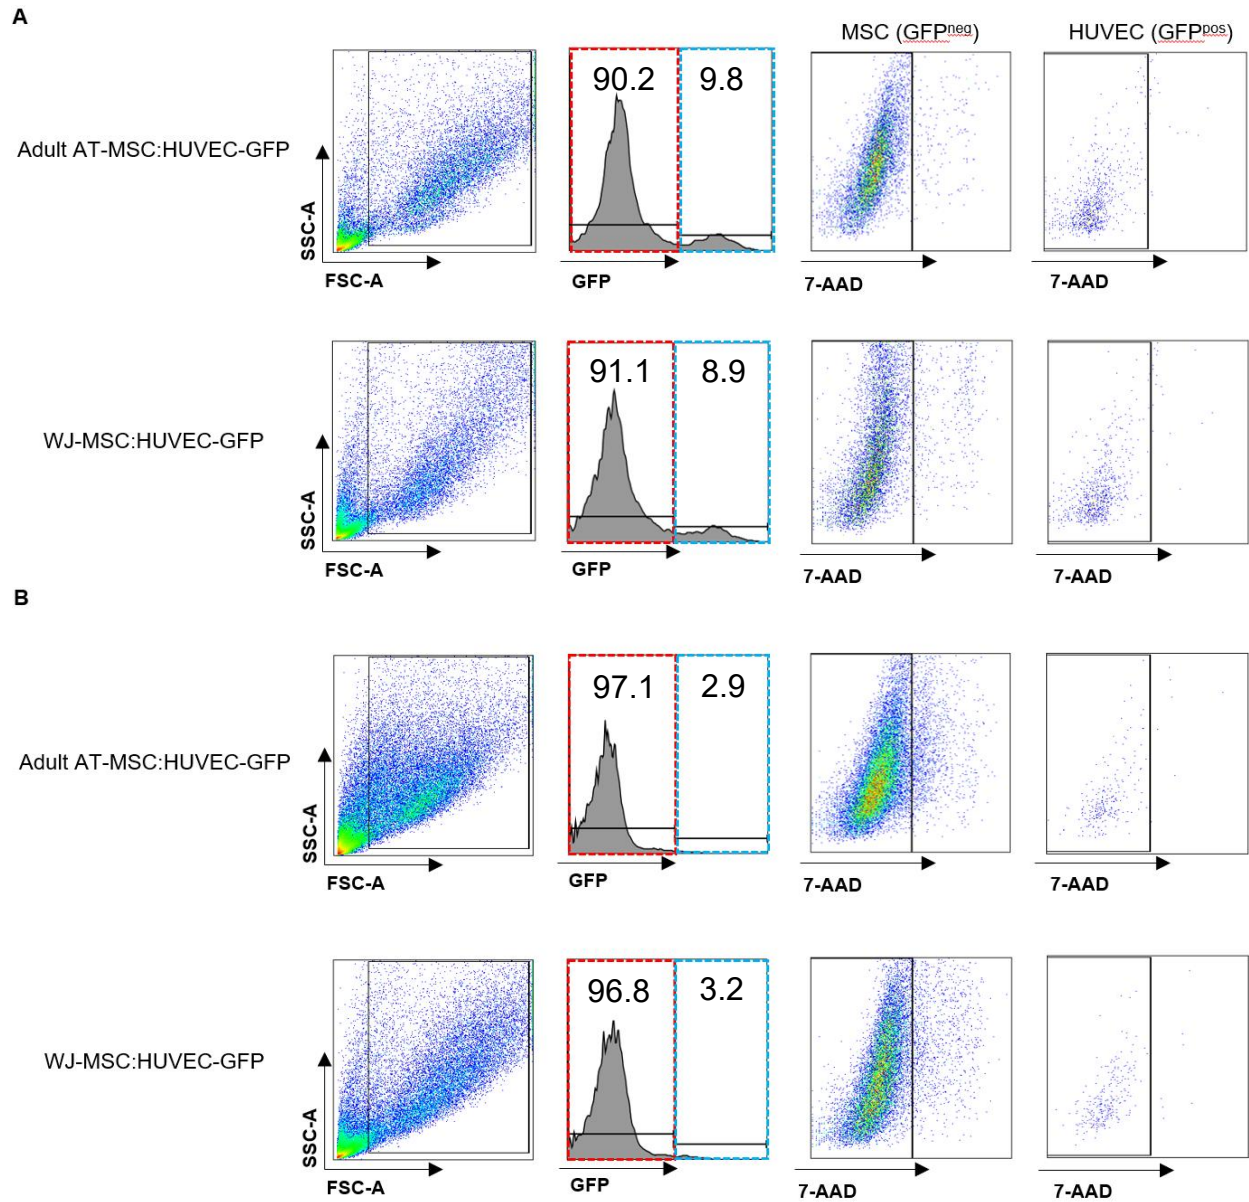 A
MSC (GFPneg)
HUVEC (GFPpos)
Adult AT-MSC:HUVEC-GFP
SSC-A
FSC-A
90.2
9.8
GFP
7-AAD
7-AAD
WJ-MSC:HUVEC-GFP
SSC-A
FSC-A
91.1
8.9
GFP
7-AAD
7-AAD
B
Adult AT-MSC:HUVEC-GFP
SSC-A
FSC-A
97.1
2.9
GFP
7-AAD
7-AAD
WJ-MSC:HUVEC-GFP
SSC-A
FSC-A
96.8
3.2
GFP
7-AAD
7-AAD